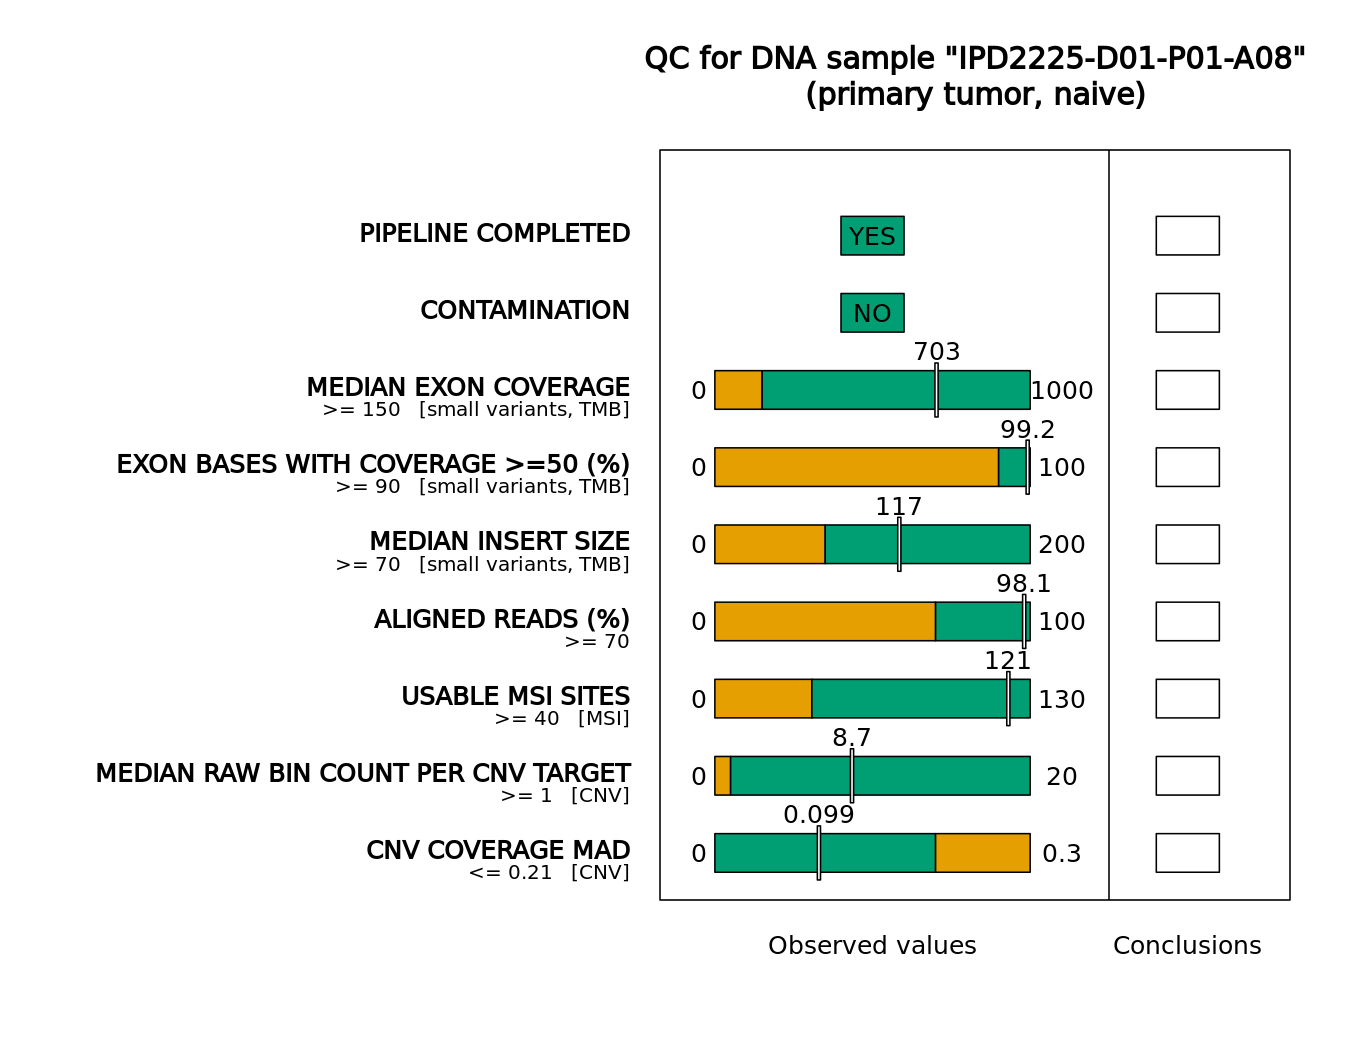 QC for DNA sample "IPD2225-D01-P01-A08"
(primary tumor, naive)
PIPELINE COMPLETED
YES
CONTAMINATION
NO
703
MEDIAN EXON COVERAGE
0
1000
>= 150 [small variants, TMB]
99.2
EXON BASES WITH COVERAGE >=50 (%)
0
100
>= 90 [small variants, TMB]
117
MEDIAN INSERT SIZE
0
200
>= 70 [small variants, TMB]
98.1
ALIGNED READS (%)
0
100
>= 70
121
USABLE MSI SITES
0
130
>= 40 [MSI]
8.7
MEDIAN RAW BIN COUNT PER CNV TARGET
0
20
>= 1 [CNV]
0.099
CNV COVERAGE MAD
0
0.3
<= 0.21 [CNV]
Observed values
Conclusions